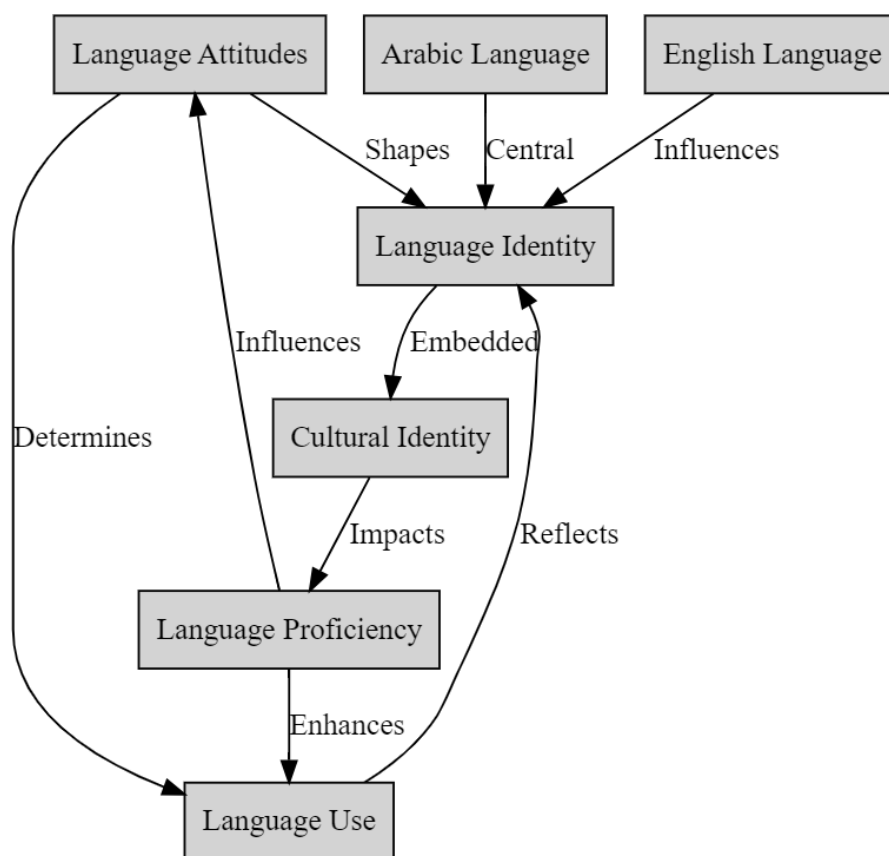 Language Attitudes
Arabic Language
English Language
Shapes
Central
Influences
Language Identity
Influences
Embedded
Cultural Identity
Determines
Impacts
Reflects
Language Proficiency
Enhances
Language Use